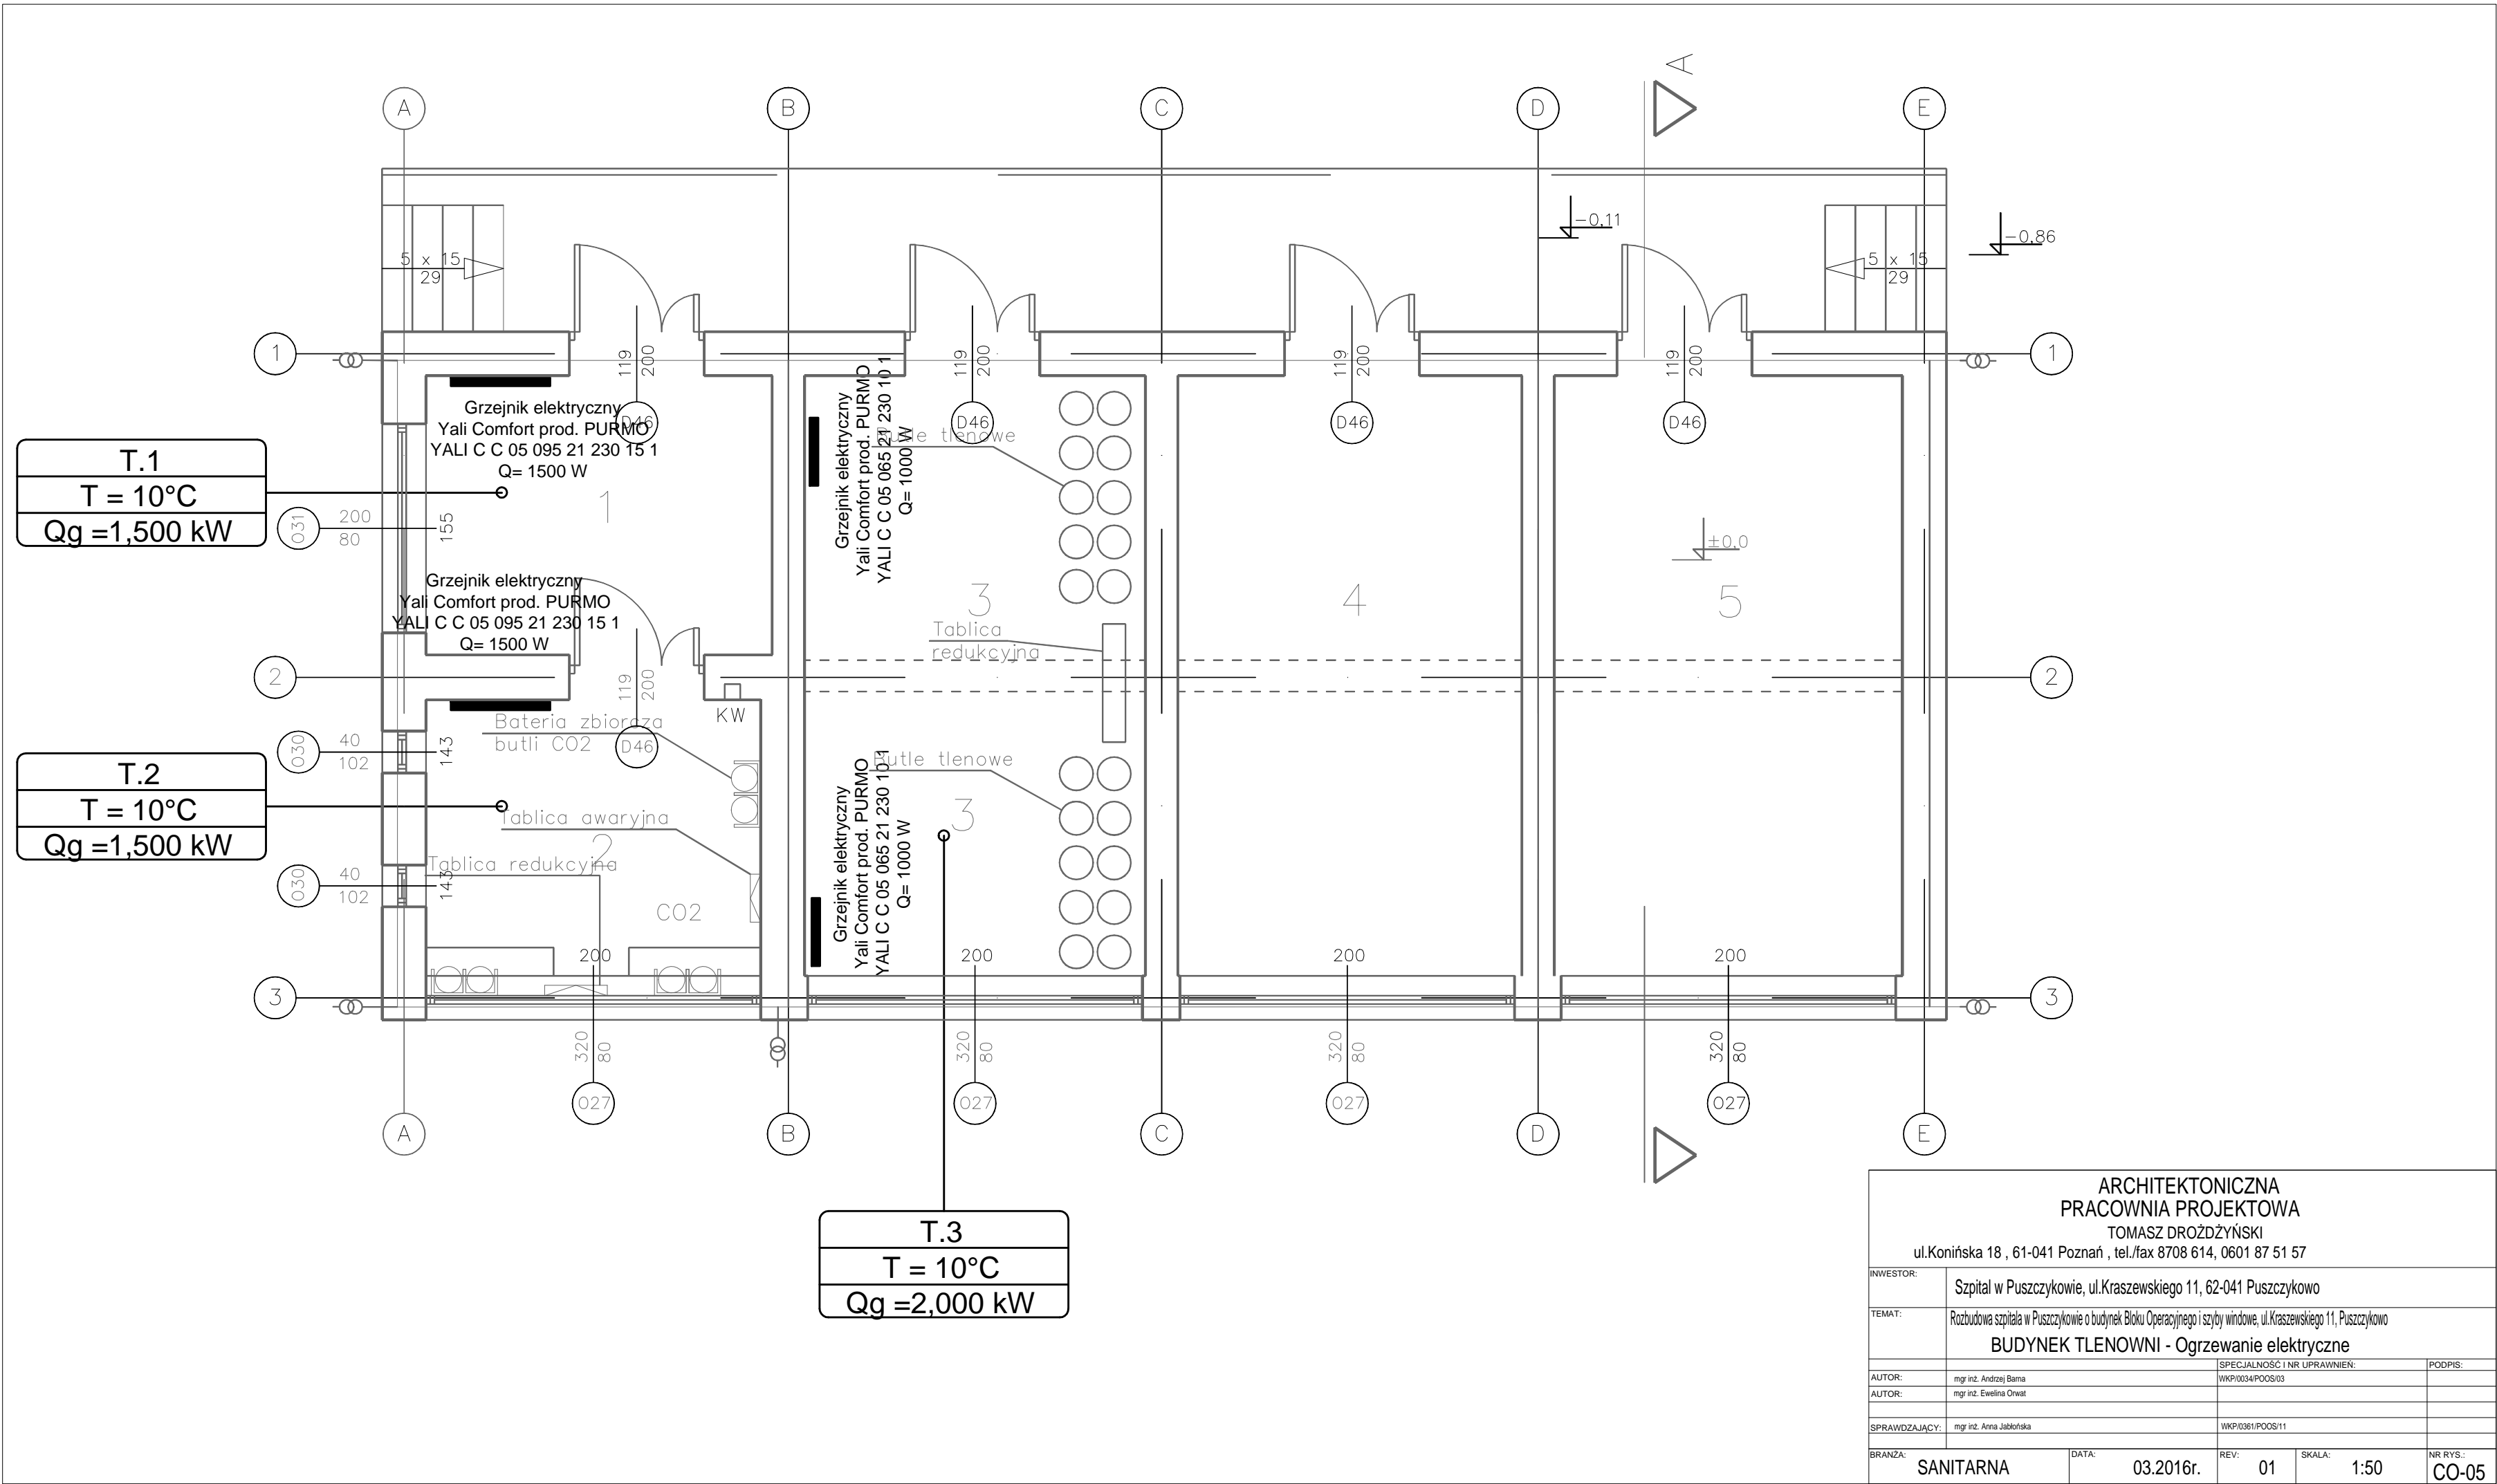 A
B
C
D
A
E
-0,11
-0,86
5 x 15
29
5 x 15
29
1
119
200
119
200
119
200
119
200
1
D46
D46
D46
D46
Grzejnik elektryczny
Yali Comfort prod. PURMO
YALI C C 05 095 21 230 15 1
Q= 1500 W
Grzejnik elektryczny
Yali Comfort prod. PURMO
YALI C C 05 065 21 230 10 1
Q= 1000 W
Butle tlenowe
T.1
T = 10°C
Qg =1,500 kW
031
200
80
155
1
±0,0
Grzejnik elektryczny
Yali Comfort prod. PURMO
YALI C C 05 095 21 230 15 1
Q= 1500 W
3
4
5
Tablica
redukcyjna
2
119
200
2
KW
D46
Bateria zbiorcza
butli CO2
030
40
102
143
T.2
T = 10°C
Qg =1,500 kW
Tablica awaryjna
2
Tablica redukcyjna
030
40
102
143
CO2
Grzejnik elektryczny
Yali Comfort prod. PURMO
YALI C C 05 065 21 230 10 1
Q= 1000 W
Butle tlenowe
3
200
200
200
200
3
3
320
80
320
80
320
80
320
80
027
027
027
027
A
B
C
D
E
T.3
T = 10°C
Qg =2,000 kW
ARCHITEKTONICZNA
PRACOWNIA PROJEKTOWA
TOMASZ DROŻDŻYŃSKI
ul.Konińska 18 , 61-041 Poznań , tel./fax 8708 614, 0601 87 51 57
INWESTOR:
Szpital w Puszczykowie, ul.Kraszewskiego 11, 62-041 Puszczykowo
TEMAT:
Rozbudowa szpitala w Puszczykowie o budynek Bloku Operacyjnego i szyby windowe, ul.Kraszewskiego 11, Puszczykowo
BUDYNEK TLENOWNI - Ogrzewanie elektryczne
SPECJALNOŚĆ I NR UPRAWNIEŃ:
PODPIS:
AUTOR:
mgr inż. Andrzej Barna
WKP/0034/POOS/03
AUTOR:
mgr inż. Ewelina Orwat
SPRAWDZAJĄCY:
mgr inż. Anna Jabłońska
WKP/0361/POOS/11
BRANŻA:
SANITARNA
DATA:
03.2016r.
REV:
01
SKALA:
1:50
NR RYS.:
CO-05